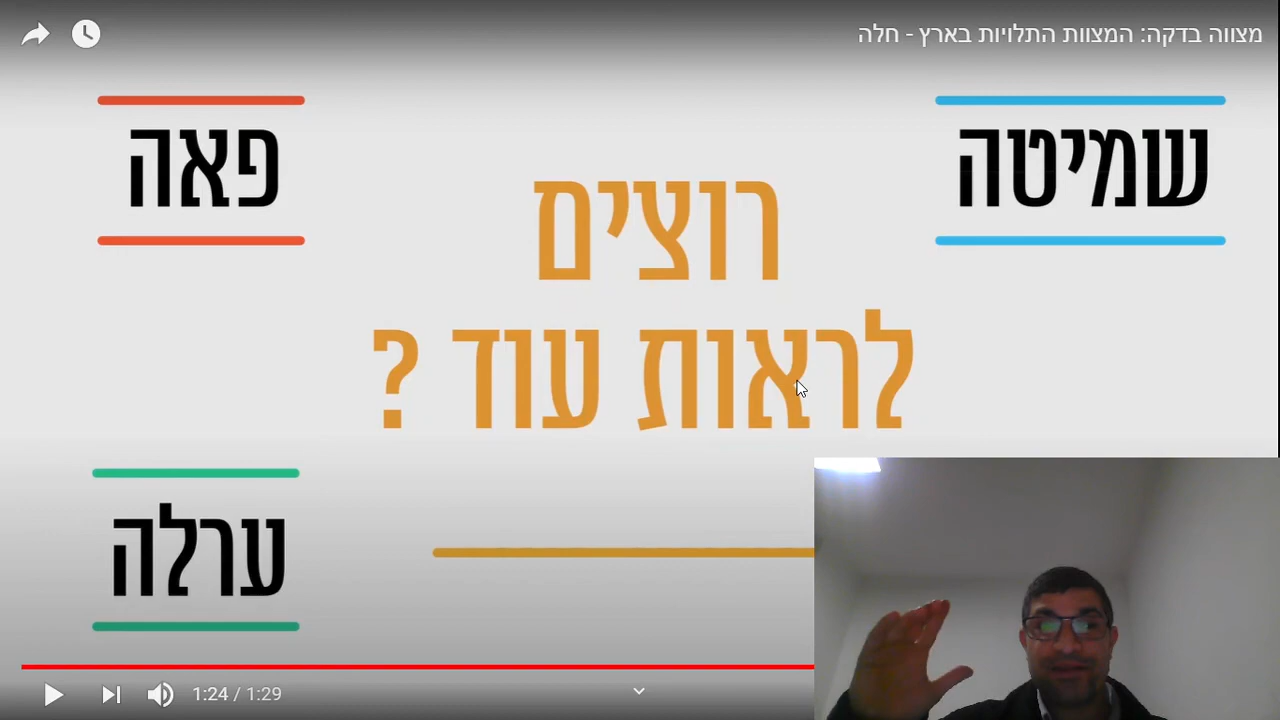 מצווה בדקה: המצוות התלויות בארץ - חלה
שמיטה
פאה
רוצים
לראות עוד ?
ערלה
1:24 / 1:29